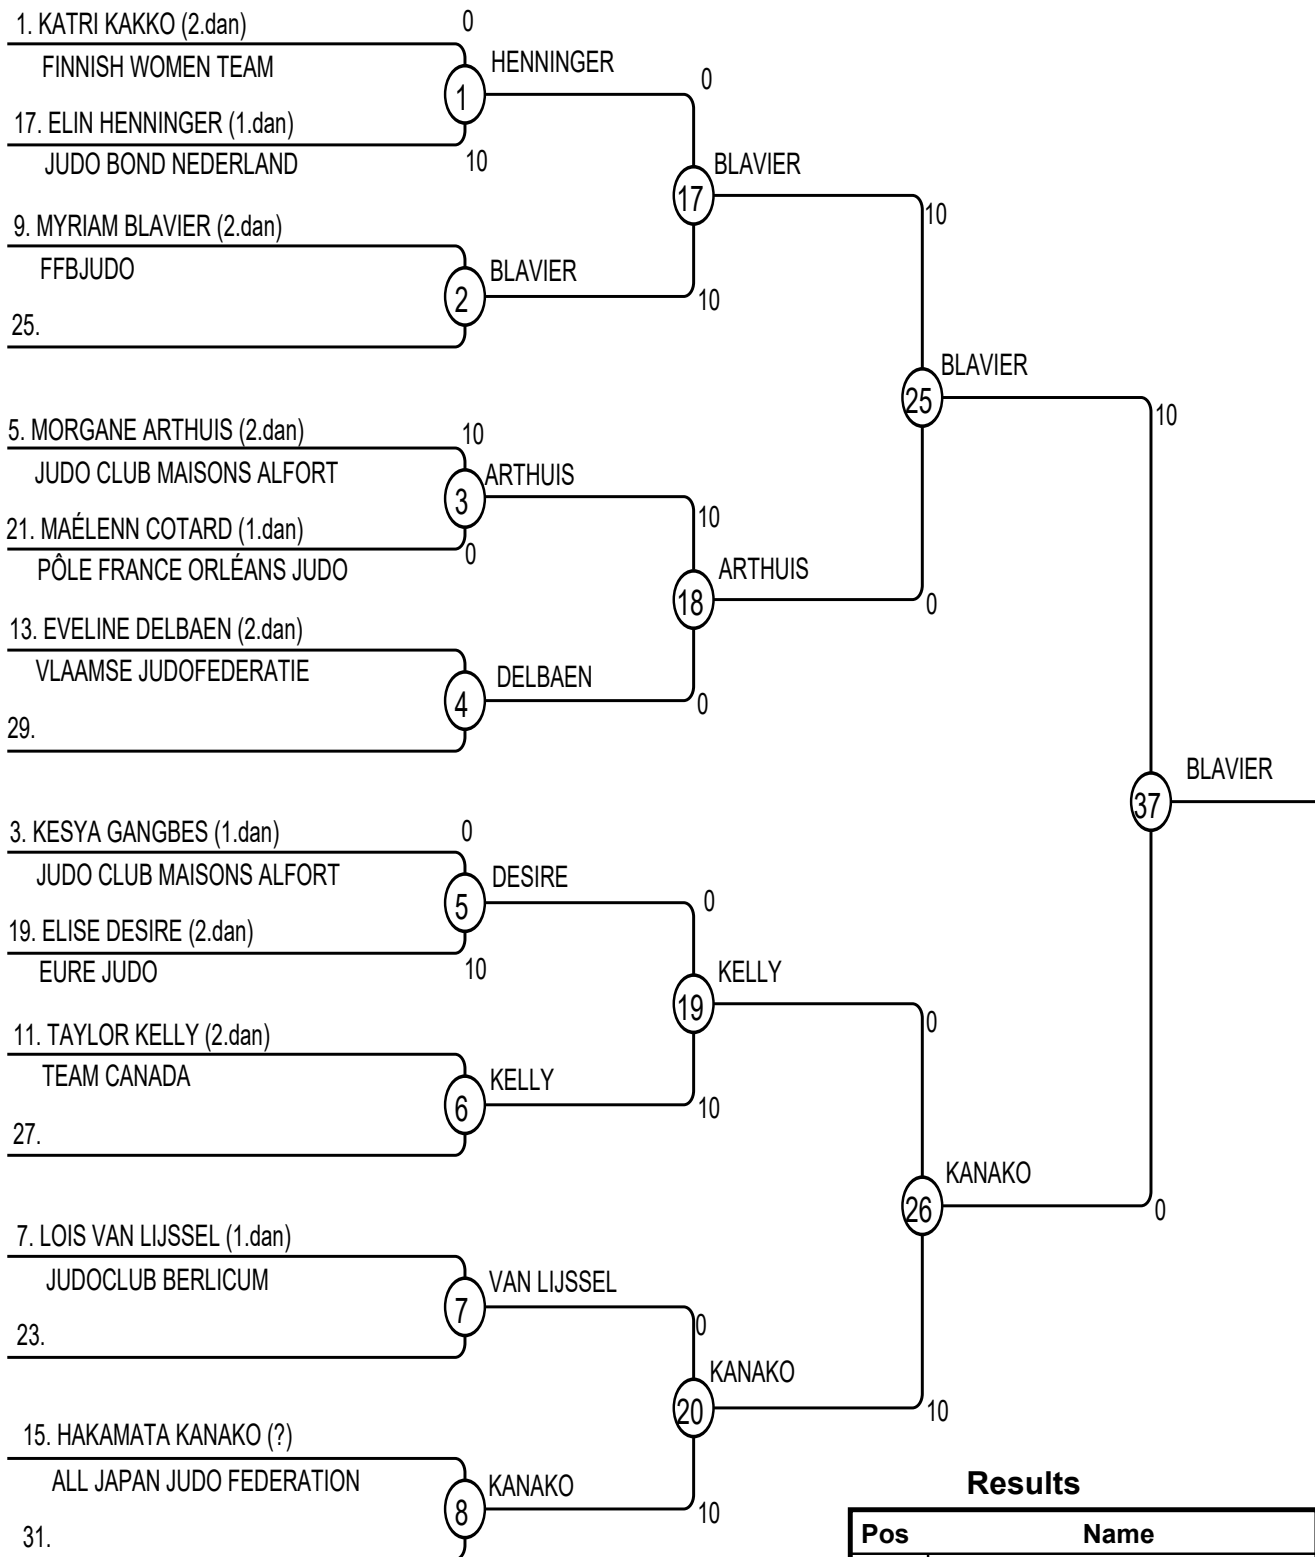 1. KATRI KAKKO (2.dan)
0
FINNISH WOMEN TEAM
1
HENNINGER
17. ELIN HENNINGER (1.dan)
10
JUDO BOND NEDERLAND
0
17
BLAVIER
9. MYRIAM BLAVIER (2.dan)
FFBJUDO
2
BLAVIER
10
25.
10
25
BLAVIER
5. MORGANE ARTHUIS (2.dan)
10
JUDO CLUB MAISONS ALFORT
3
ARTHUIS
21. MAÉLENN COTARD (1.dan)
0
PÔLE FRANCE ORLÉANS JUDO
10
18
ARTHUIS
0
13. EVELINE DELBAEN (2.dan)
VLAAMSE JUDOFEDERATIE
4
DELBAEN
0
29.
10
37
BLAVIER
3. KESYA GANGBES (1.dan)
0
JUDO CLUB MAISONS ALFORT
5
DESIRE
19. ELISE DESIRE (2.dan)
10
EURE JUDO
0
19
KELLY
11. TAYLOR KELLY (2.dan)
TEAM CANADA
6
KELLY
10
27.
0
26
KANAKO
0
7. LOIS VAN LIJSSEL (1.dan)
JUDOCLUB BERLICUM
7
VAN LIJSSEL
23.
0
20
KANAKO
10
15. HAKAMATA KANAKO (?)
ALL JAPAN JUDO FEDERATION
8
KANAKO
10
31.
Results
Pos Name